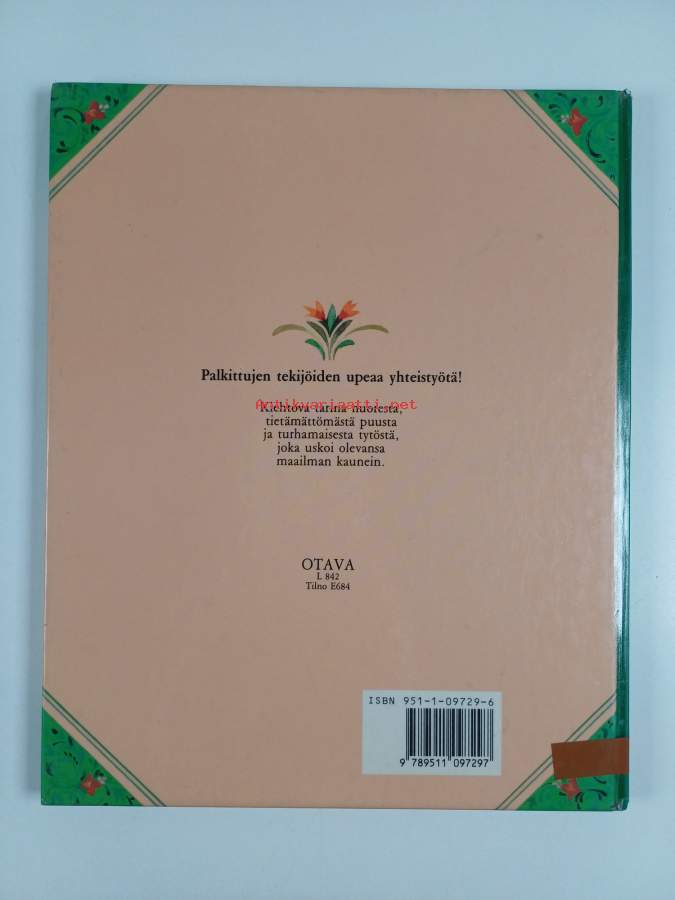 Palkittujen tekijöiden upeaa yhteistyötä!
Antikvariaatti.net
Kiehtova tarina nuoresta,
tietämättömästä puusta
ja turhamaisesta tytöstä,
joka uskoi olevansa
maailman kaunein.
OTAVA
L 842
Tilno E684
ISBN 951-1-09729-6
9 789511 097297